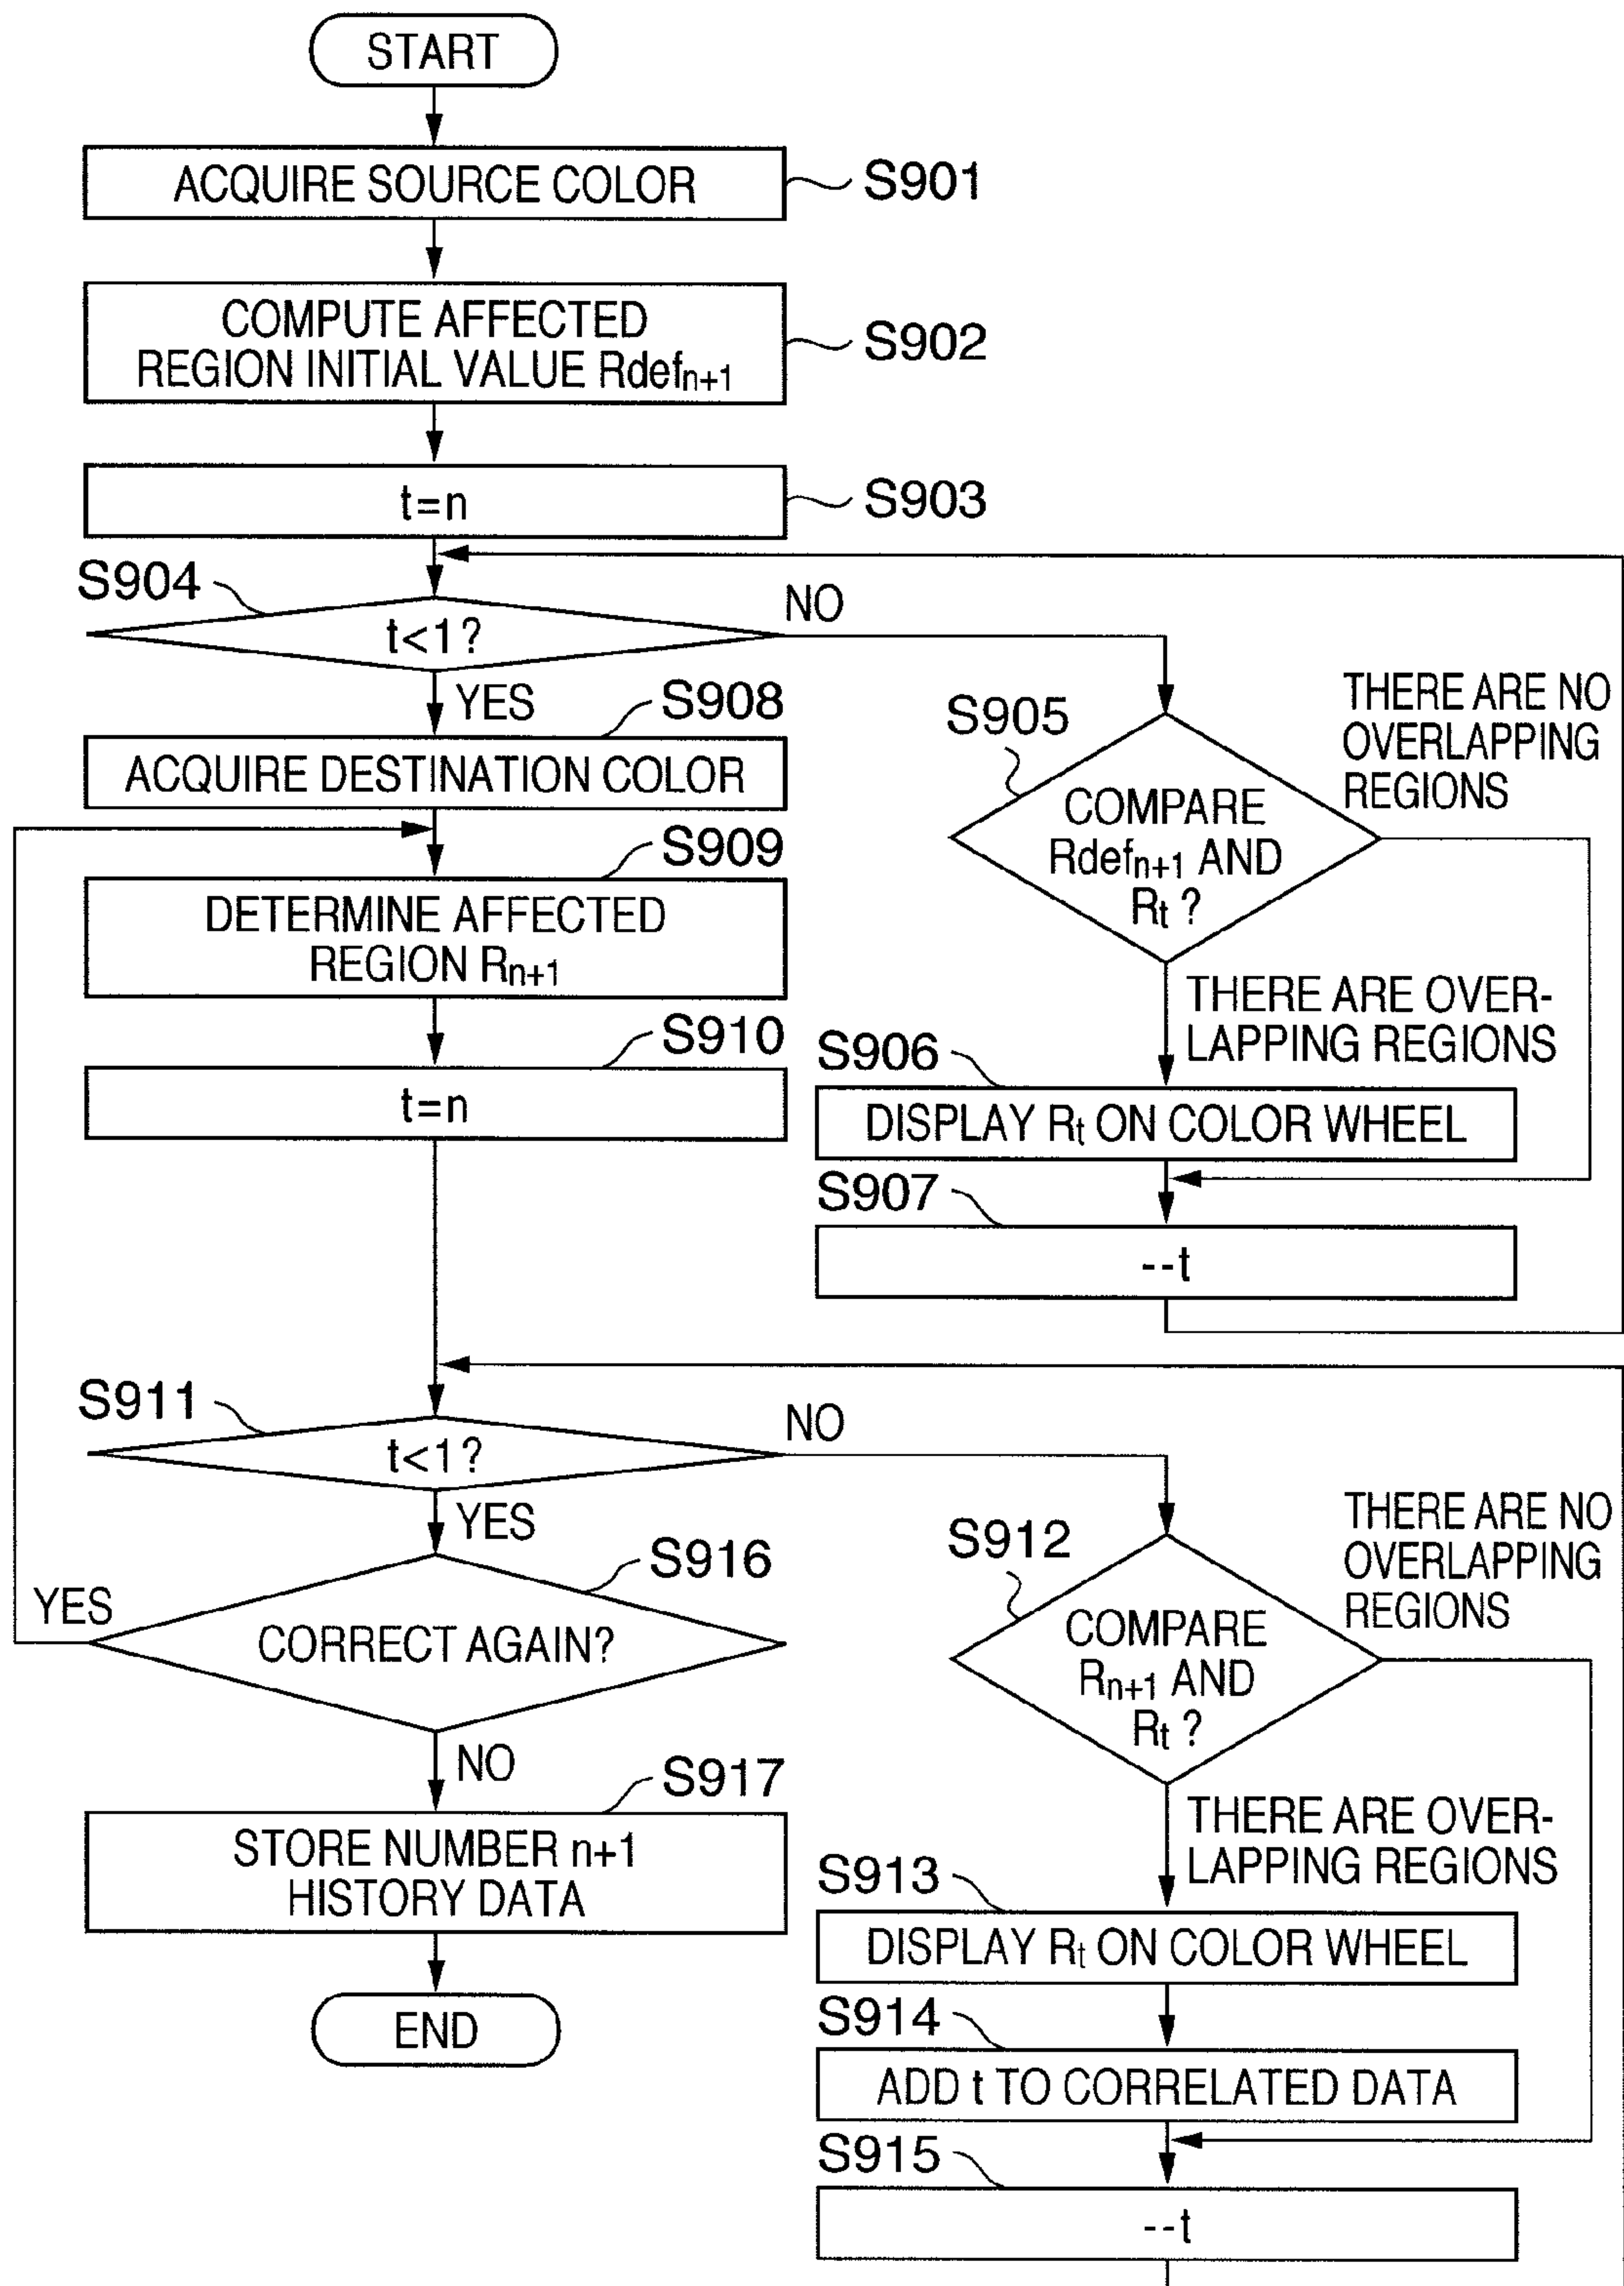 START
ACQUIRE SOURCE COLOR
S901
COMPUTE AFFECTED
REGION INITIAL VALUE Rdefn+1
S902
t=n
S903
S904
t<1?
NO
YES
S905
COMPARE
Rdefn+1 AND
Rt ?
THERE ARE NO
OVERLAPPING
REGIONS
THERE ARE OVER-
LAPPING REGIONS
S906
DISPLAY Rt ON COLOR WHEEL
S907
--t
S908
ACQUIRE DESTINATION COLOR
S909
DETERMINE AFFECTED
REGION Rn+1
S910
t=n
S911
t<1?
NO
YES
S912
COMPARE
Rn+1 AND
Rt ?
THERE ARE NO
OVERLAPPING
REGIONS
THERE ARE OVER-
LAPPING REGIONS
S913
DISPLAY Rt ON COLOR WHEEL
S914
ADD t TO CORRELATED DATA
S915
--t
S916
CORRECT AGAIN?
YES
NO
S917
STORE NUMBER n+1
HISTORY DATA
END